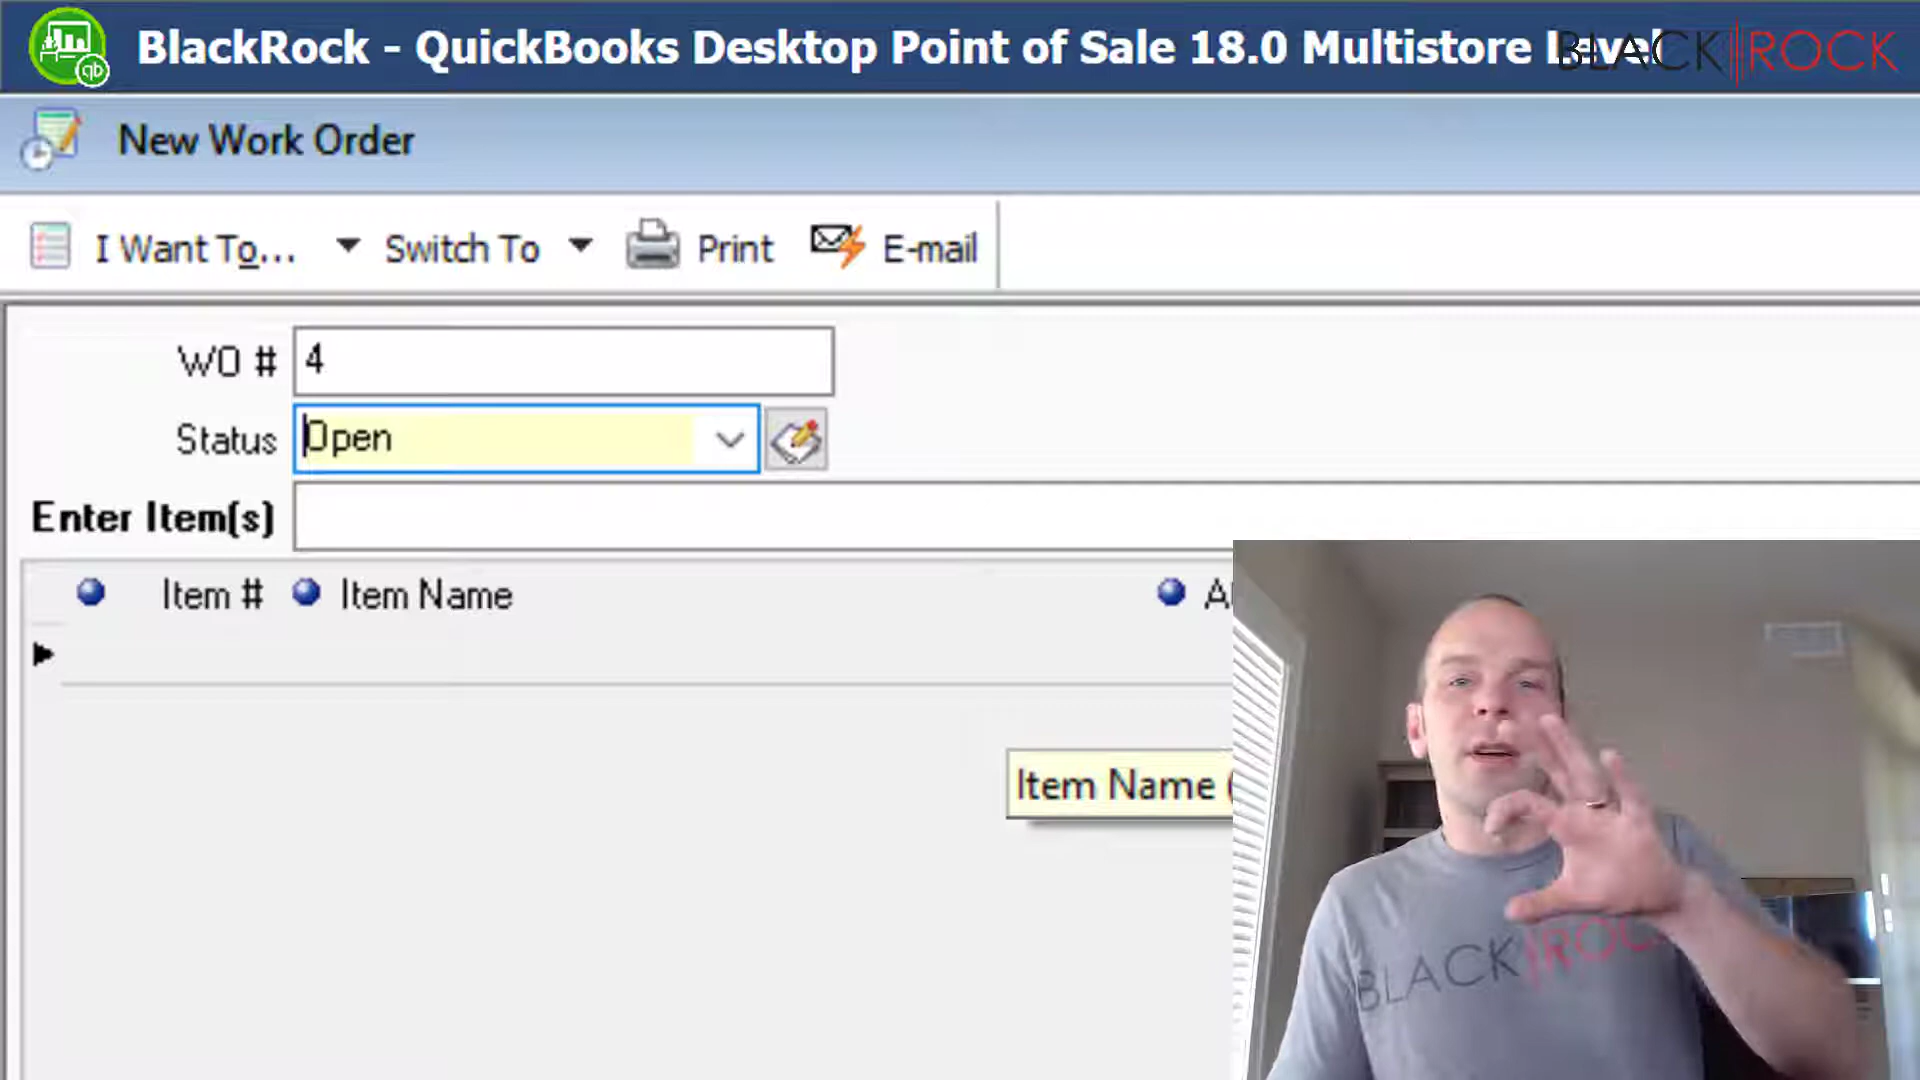 BlackRock - QuickBooks Desktop Point of Sale 18.0 Multistore Level
BLACK ROCK
New Work Order
I Want To... Switch To Print E-mail
WO # 4
Status Open
Enter Item(s)
Item # Item Name
Item Name
BLACK ROCK